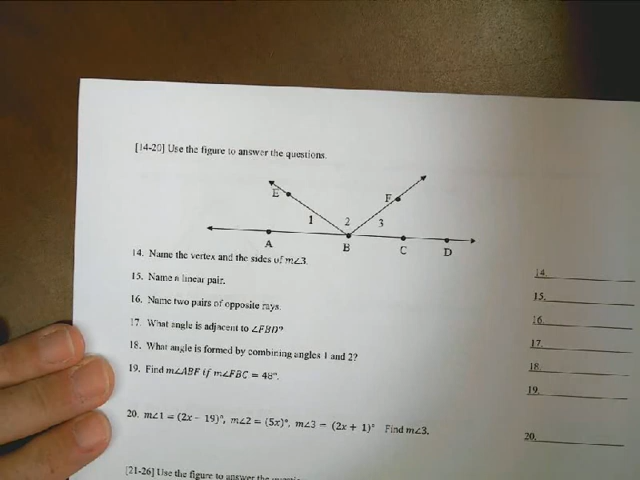 [14-20] Use the figure to answer the questions.
E
F
1
2
3
A
B
C
D
14. Name the vertex and the sides of m∠3.
15. Name a linear pair.
16. Name two pairs of opposite rays.
17. What angle is adjacent to ∠FBD?
18. What angle is formed by combining angles 1 and 2?
19. Find m∠ABF if m∠FBC = 48°.
20. m∠1 = (2x − 19)°, m∠2 = (5x)°, m∠3 = (2x + 1)° Find m∠3.
14.
15.
16.
17.
18.
19.
20.
[21-26] Use the figure to answer the